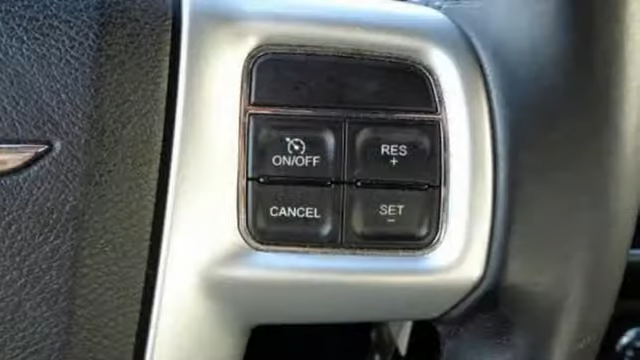 ON/OFF
RES
+
CANCEL
SET
-